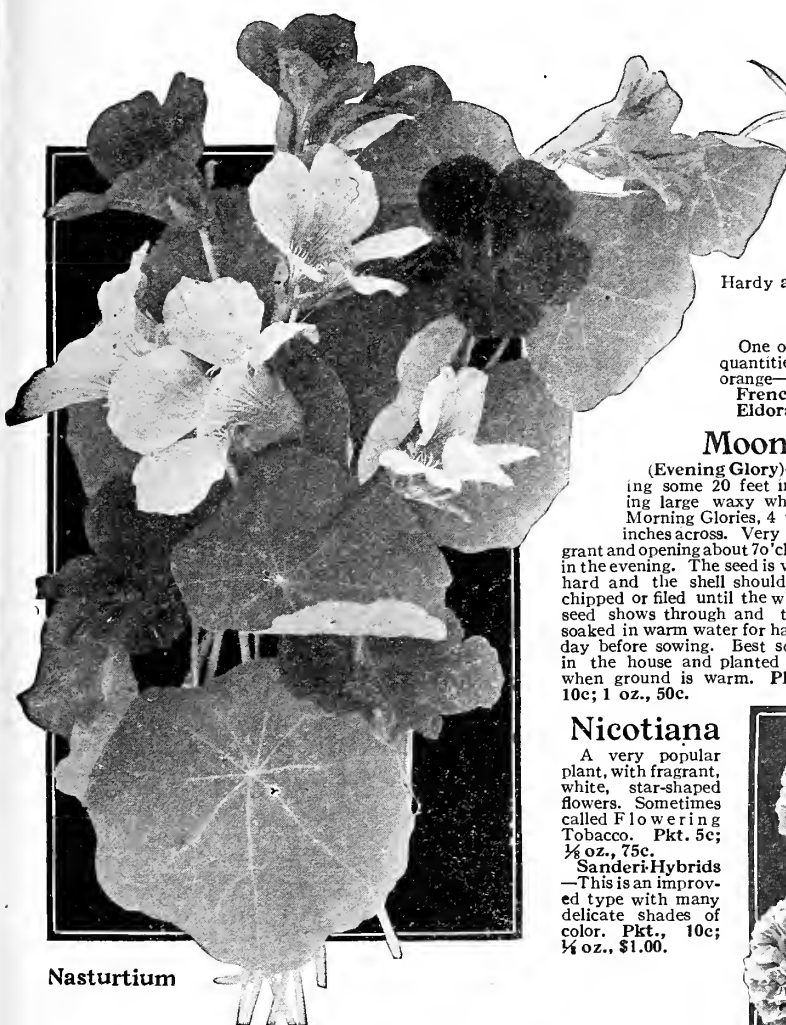 Hardy a
One o
quantitie
orange—
Frenc
Eldora
Moon
(Evening Glory)
ing some 20 feet in
ing large waxy wh
Morning Glories, 4
inches across. Very
grant and opening about 7o'cl
in the evening. The seed is v
hard and the shell should
chipped or filed until the w
seed shows through and t
soaked in warm water for ha
day before sowing. Best so
in the house and planted
when ground is warm. Pk
10c; 1 oz., 50c.
Nicotiana
A very popular
plant, with fragrant,
white, star-shaped
flowers. Sometimes
called Flowering
Tobacco. Pkt. 5c;
⅛ oz., 75c.
Sanderi Hybrids
—This is an improv-
ed type with many
delicate shades of
color. Pkt., 10c;
oz., $1.00.
Nasturtium